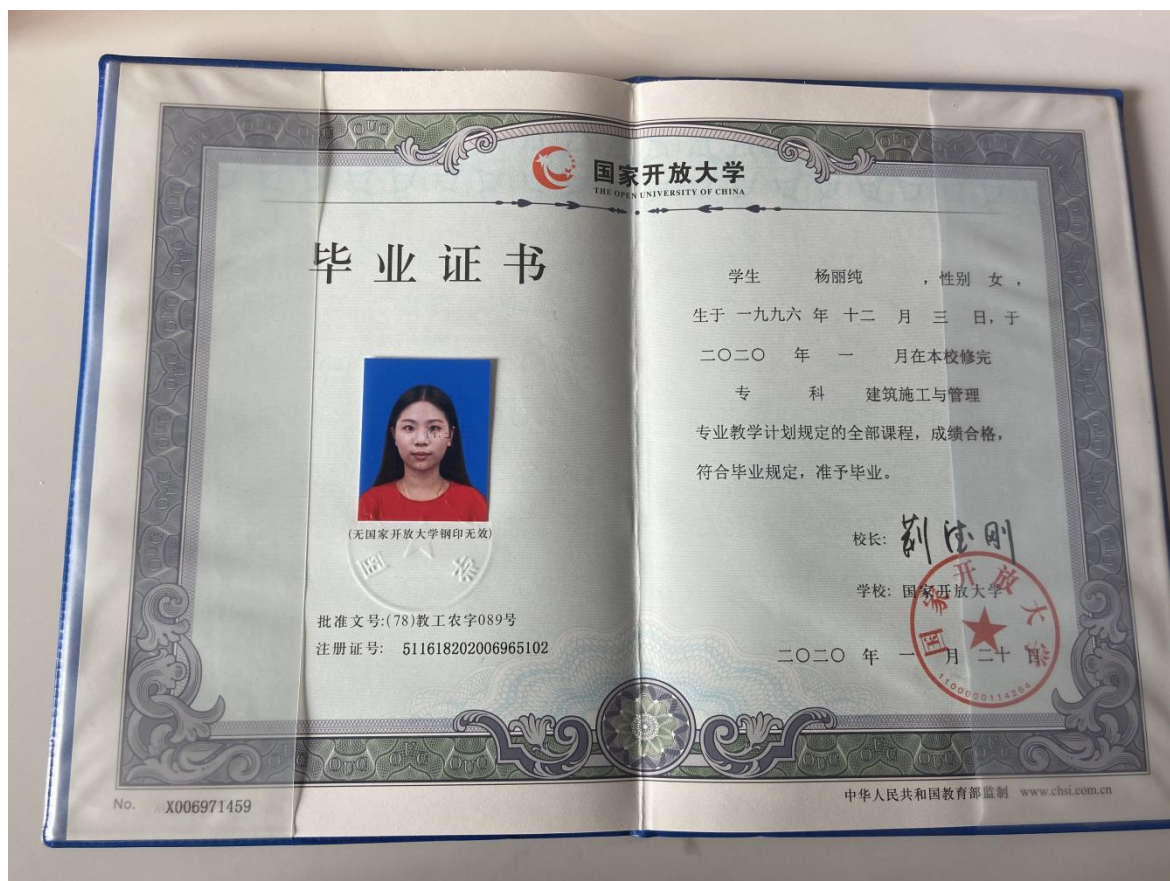 国家开放大学
THE OPEN UNIVERSITY OF CHINA
毕业证书
(无国家开放大学钢印无效)
批准文号:(78)教工农字089号
注册证号: 511618202006965102
No. X006971459
学生 杨丽纯 ,性别 女,
生于 一九九六 年 十二 月 三 日,于
二〇二〇 年 一 月在本校修完
专 科 建筑施工与管理
专业教学计划规定的全部课程,成绩合格,
符合毕业规定,准予毕业。
校长:
学校: 国家开放大学
二〇二〇 年 一 月 二十 日
国家开放大学
1100000114264
中华人民共和国教育部监制 www.chsi.com.cn